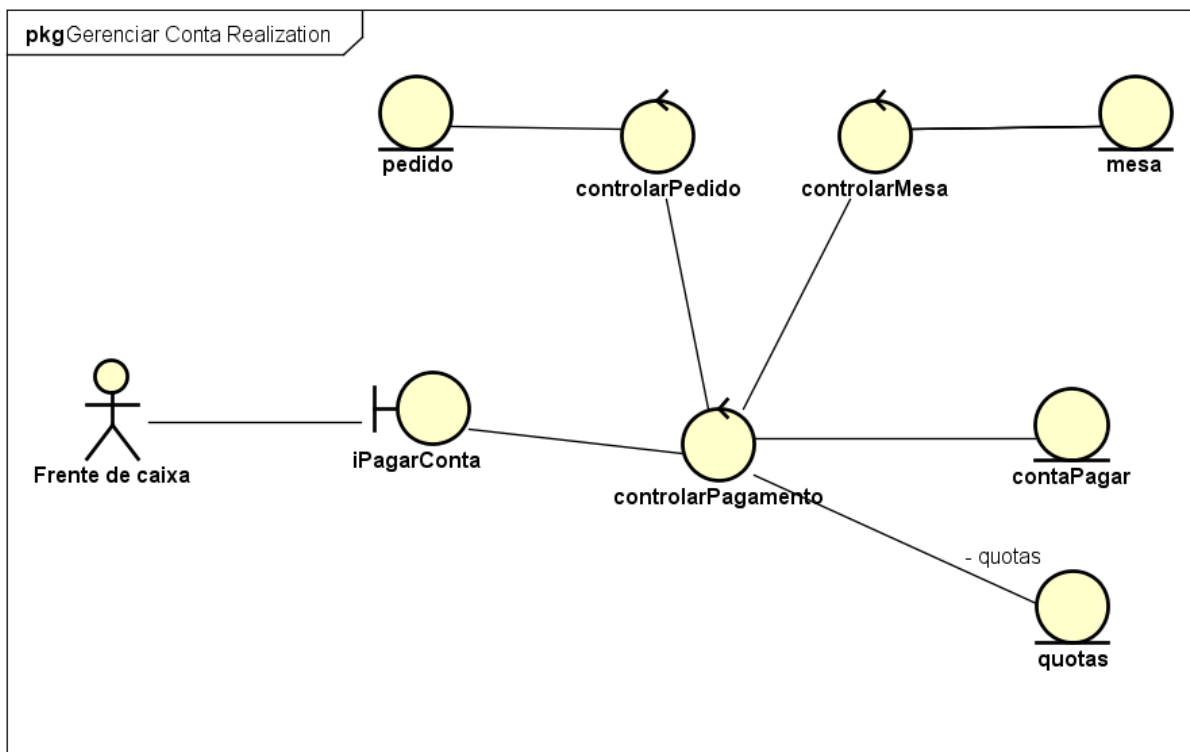 pkgGerenciar Conta Realization
pedido
controlarPedido
controlarMesa
mesa
Frente de caixa
iPagarConta
controlarPagamento
contaPagar
- quotas
quotas